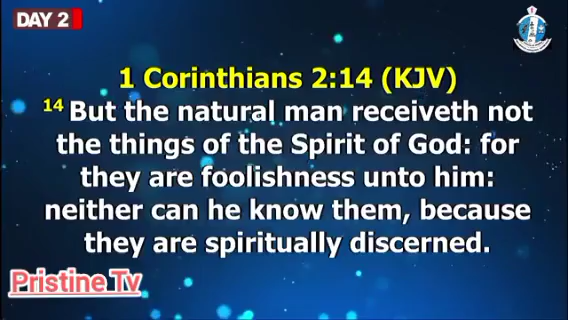 DAY 2
1 Corinthians 2:14 (KJV)
14 But the natural man receiveth not
the things of the Spirit of God: for
they are foolishness unto him:
neither can he know them, because
they are spiritually discerned.
Pristine Tv